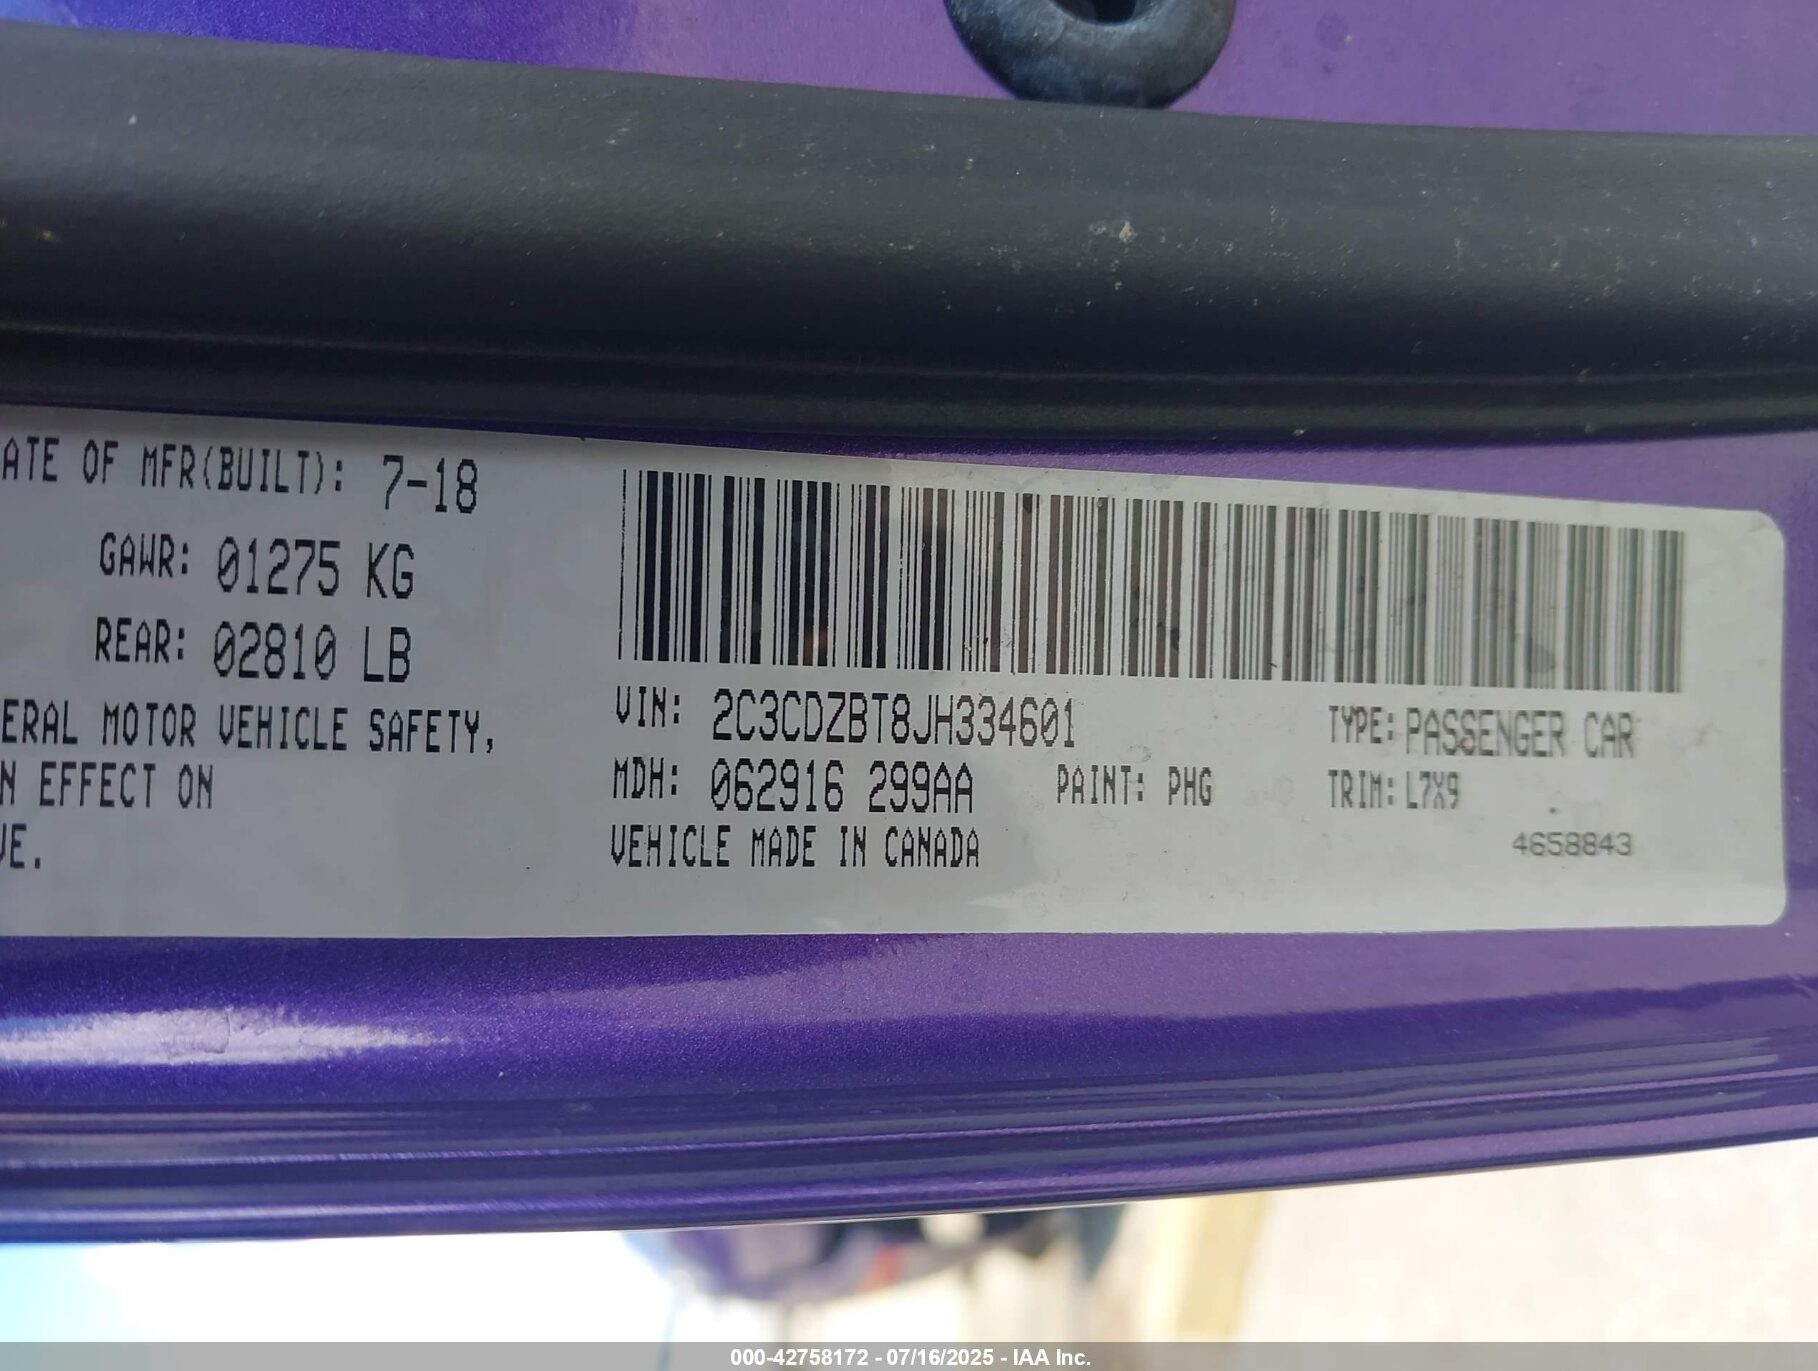 ATE OF MFR(BUILT): 7-18
GAWR: 01275 KG
REAR: 02810 LB
ERAL MOTOR VEHICLE SAFETY,
N EFFECT ON
VE.
VIN: 2C3CDZBT8JH334601 TYPE: PASSENGER CAR
MDH: 062916 299AA PAINT: PHG TRIM: L7X9
VEHICLE MADE IN CANADA 4658843
000-42758172 - 07/16/2025 - IAA Inc.